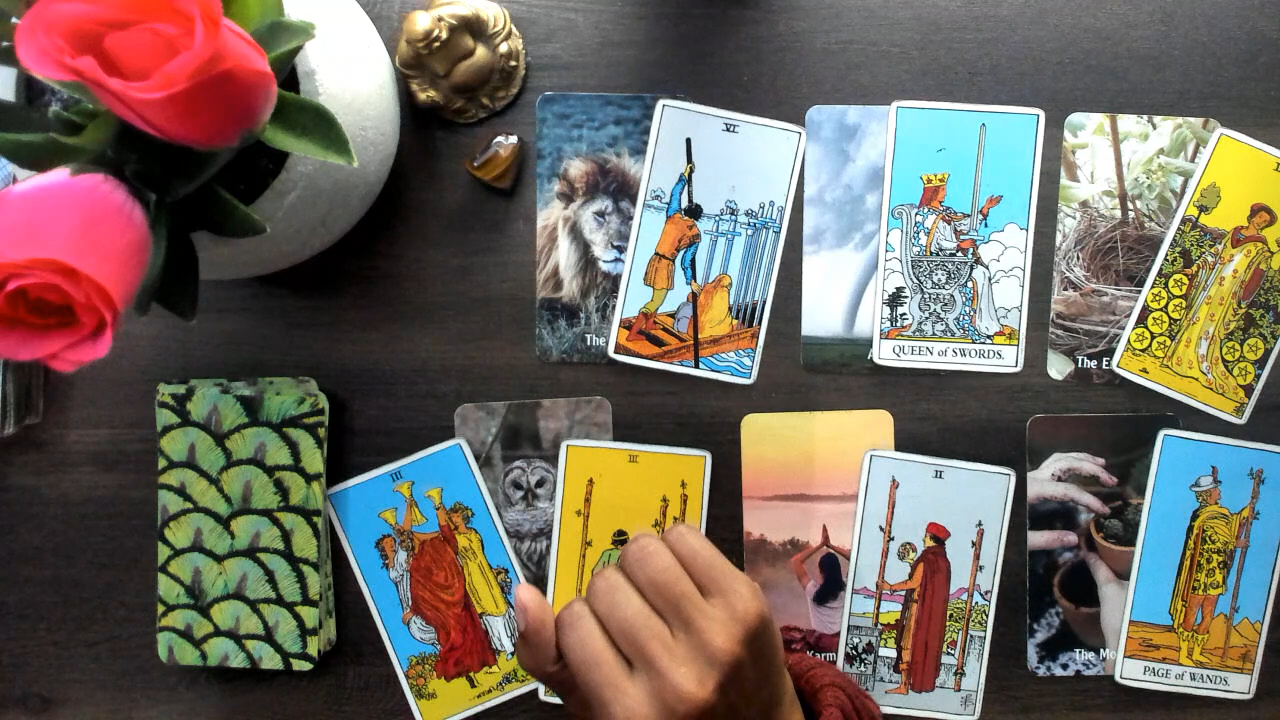 VI
The
QUEEN of SWORDS.
The E
III
III
II
Karm
The Mo
PAGE of WANDS.